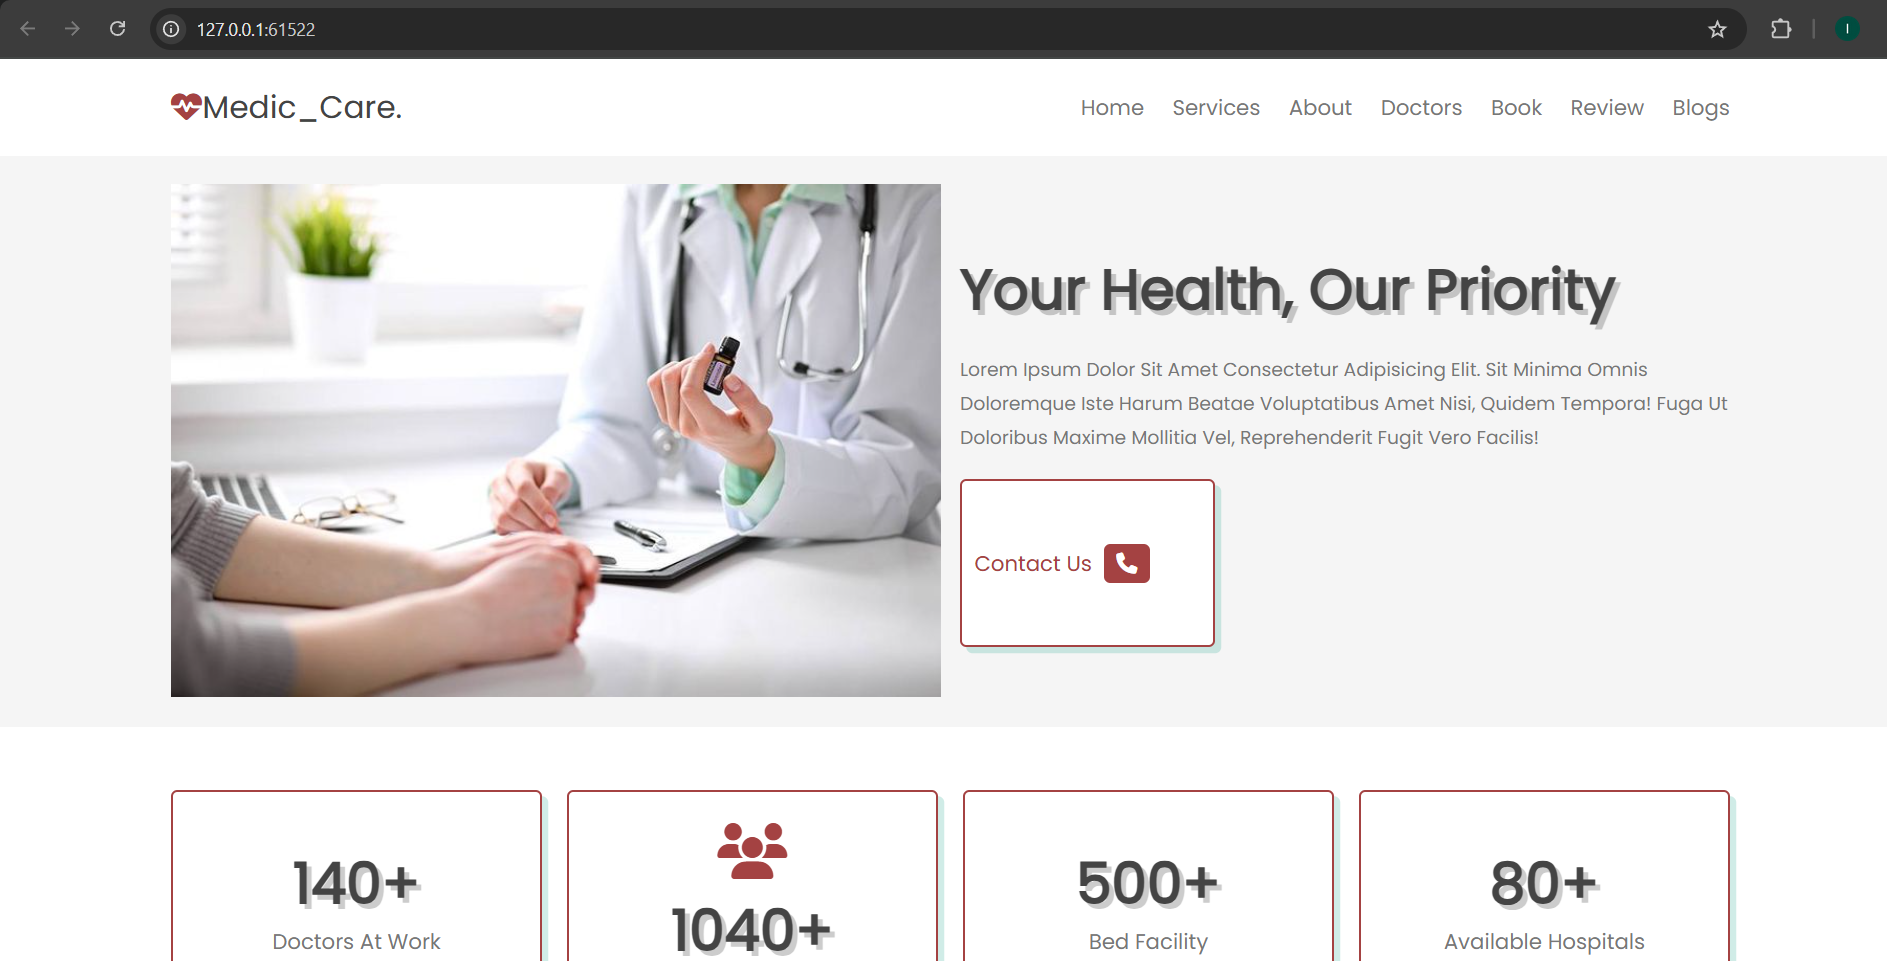 127.0.0.1:61522
I
Medic_Care.
Home Services About Doctors Book Review Blogs
Your Health, Our Priority
Lorem Ipsum Dolor Sit Amet Consectetur Adipisicing Elit. Sit Minima Omnis
Doloremque Iste Harum Beatae Voluptatibus Amet Nisi, Quidem Tempora! Fuga Ut
Doloribus Maxime Mollitia Vel, Reprehenderit Fugit Vero Facilis!
Contact Us
140+
Doctors At Work
1040+
500+
Bed Facility
80+
Available Hospitals